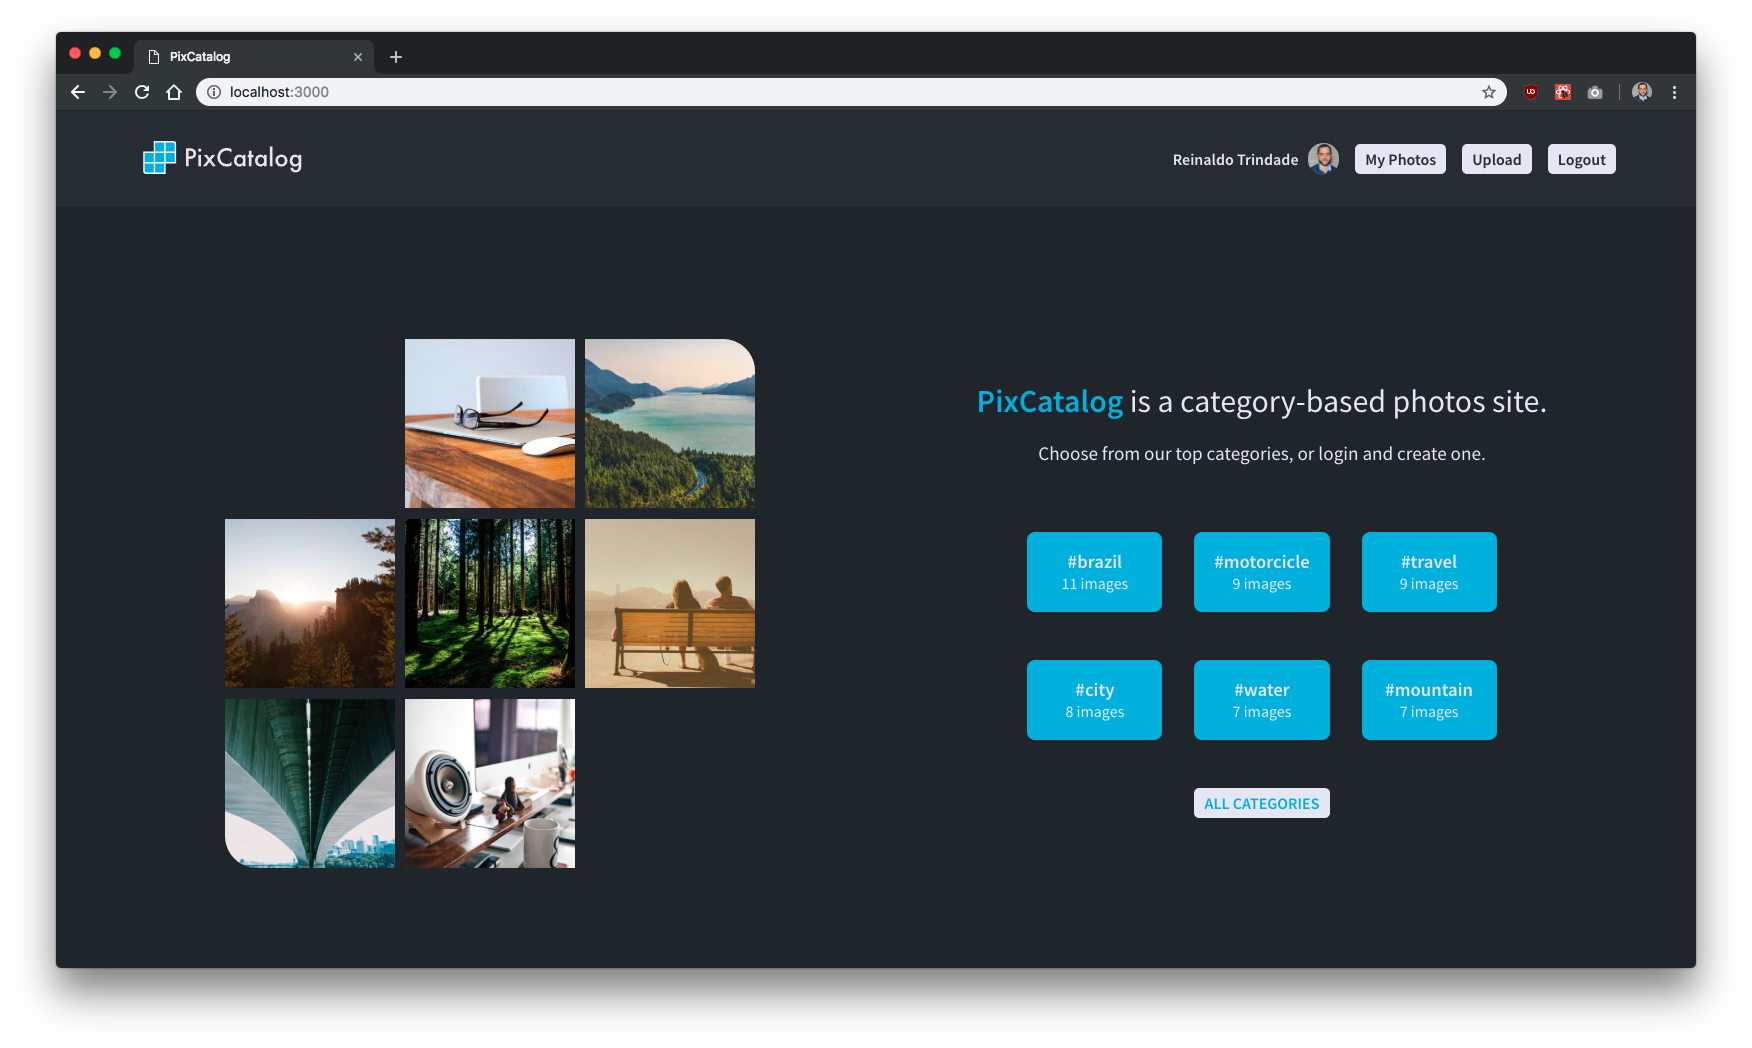 PixCatalog
localhost:3000
PixCatalog
Reinaldo Trindade
My Photos
Upload
Logout
PixCatalog is a category-based photos site.
Choose from our top categories, or login and create one.
#brazil
11 images
#motorcicle
9 images
#travel
9 images
#city
8 images
#water
7 images
#mountain
7 images
ALL CATEGORIES